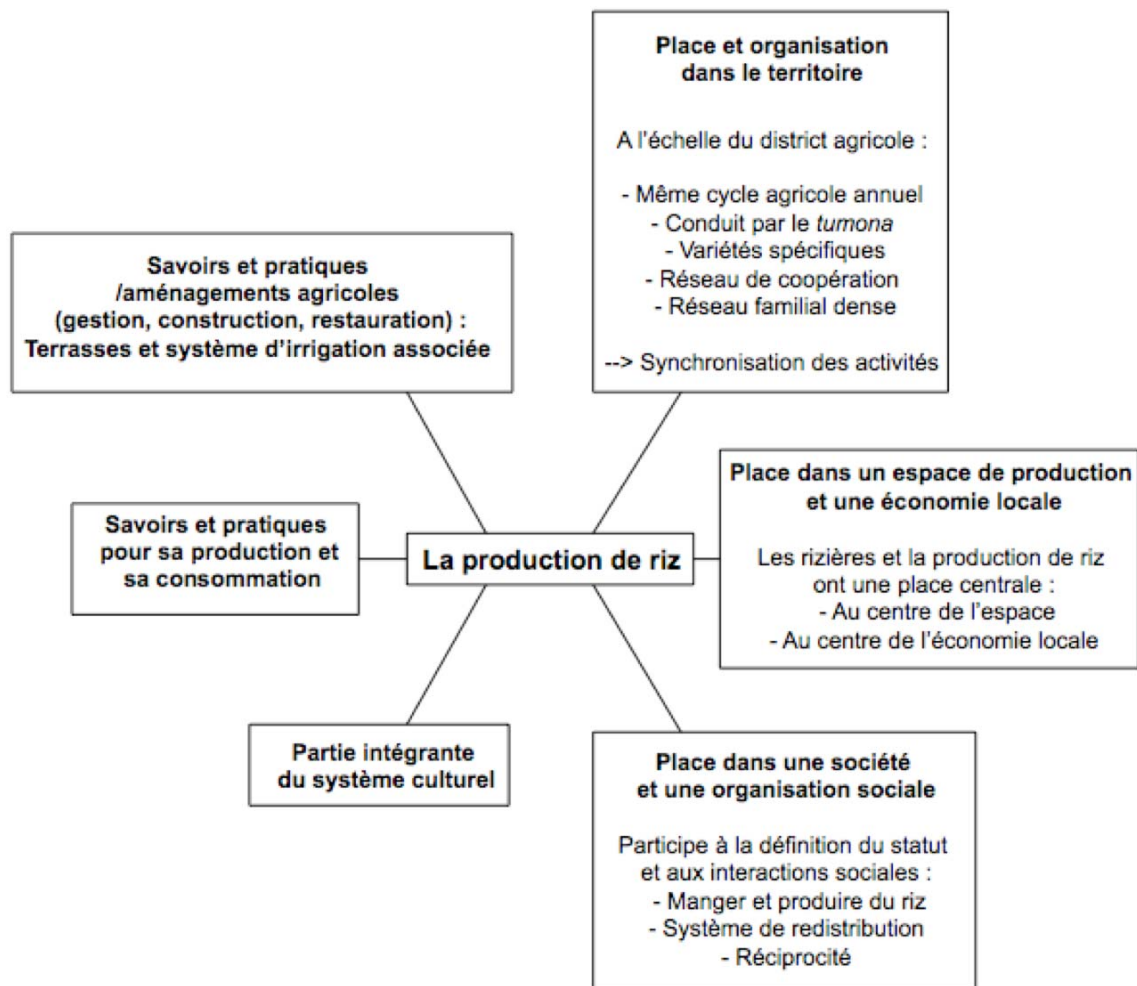 Place et organisation
dans le territoire
A l'échelle du district agricole :
- Même cycle agricole annuel
- Conduit par le tumona
- Variétés spécifiques
- Réseau de coopération
- Réseau familial dense
--> Synchronisation des activités
Savoirs et pratiques
/aménagements agricoles
(gestion, construction, restauration) :
Terrasses et système d'irrigation associée
Place dans un espace de production
et une économie locale
Les rizières et la production de riz
ont une place centrale :
- Au centre de l'espace
- Au centre de l'économie locale
Savoirs et pratiques
pour sa production et
sa consommation
La production de riz
Partie intégrante
du système culturel
Place dans une société
et une organisation sociale
Participe à la définition du statut
et aux interactions sociales :
- Manger et produire du riz
- Système de redistribution
- Réciprocité